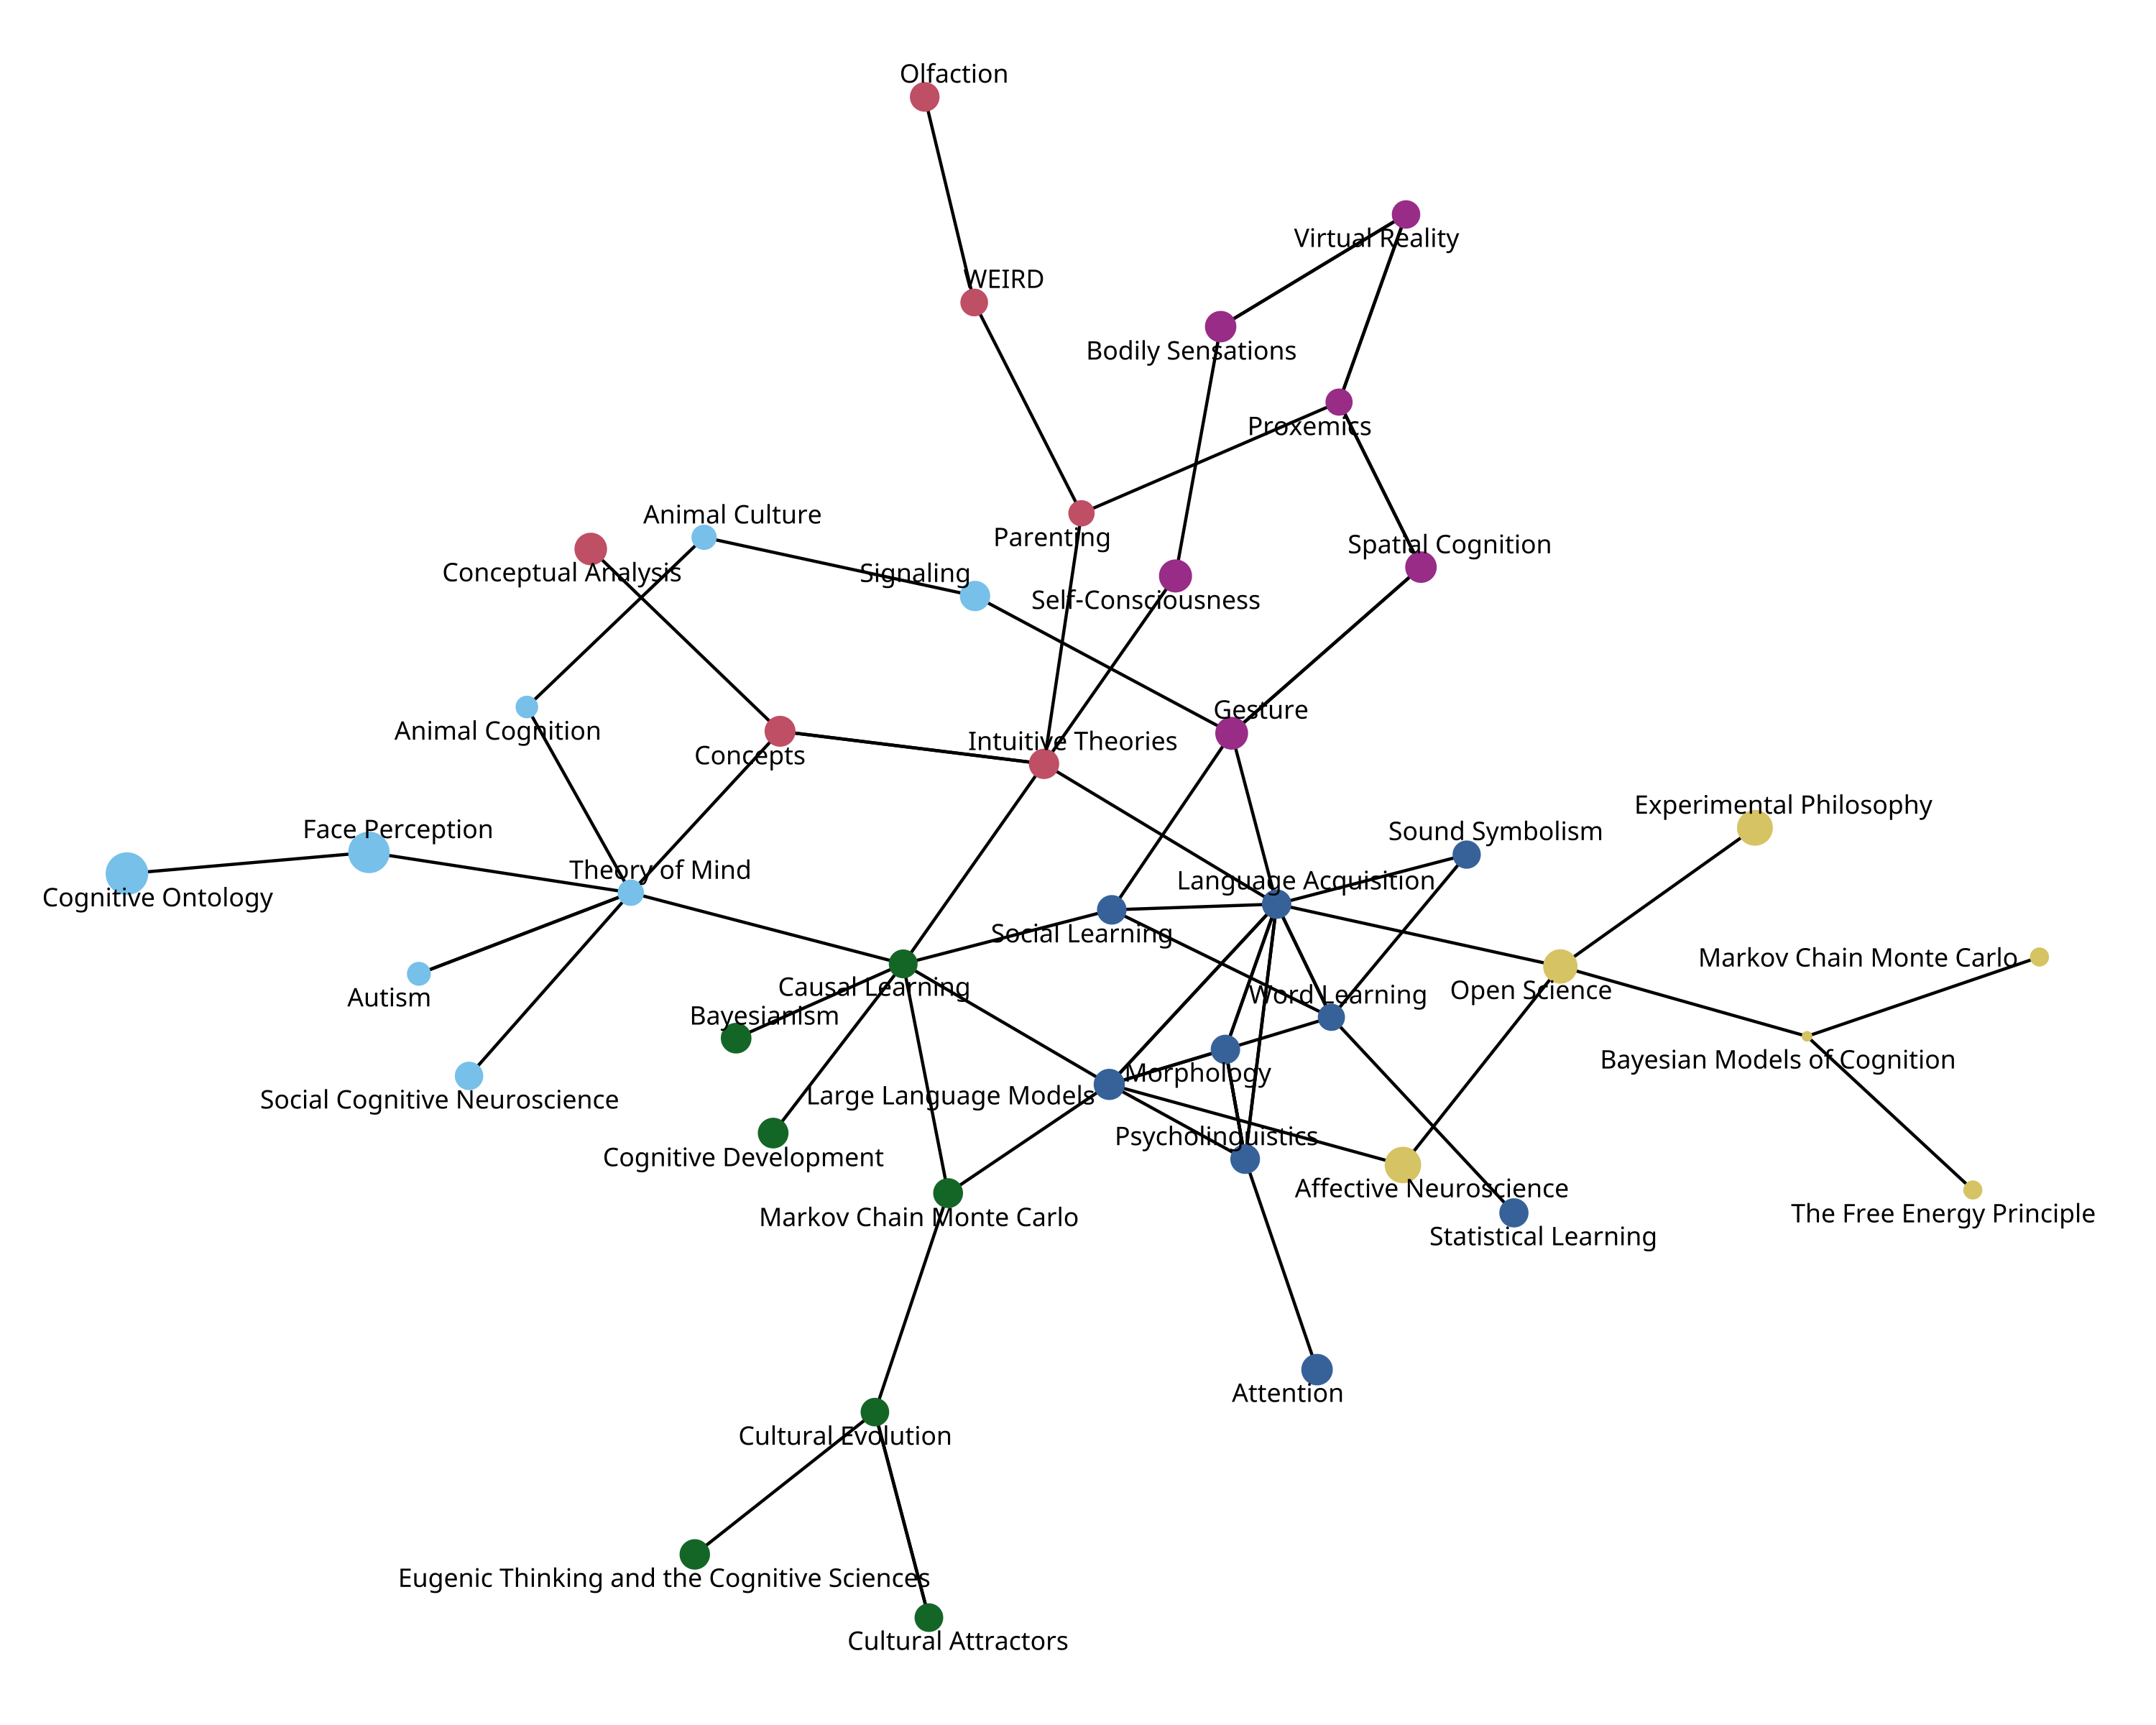 Olfaction
Virtual Reality
WEIRD
Bodily Sensations
Proxemics
Animal Culture
Parenting
Spatial Cognition
Conceptual Analysis
Signaling
Self-Consciousness
Gesture
Animal Cognition
Intuitive Theories
Concepts
Experimental Philosophy
Face Perception
Sound Symbolism
Theory of Mind
Language Acquisition
Cognitive Ontology
Social Learning
Markov Chain Monte Carlo
Causal Learning
Open Science
Autism
Word Learning
Bayesianism
Bayesian Models of Cognition
Morphology
Large Language Models
Social Cognitive Neuroscience
Psycholinguistics
Cognitive Development
Affective Neuroscience
The Free Energy Principle
Markov Chain Monte Carlo
Statistical Learning
Attention
Cultural Evolution
Eugenic Thinking and the Cognitive Sciences
Cultural Attractors